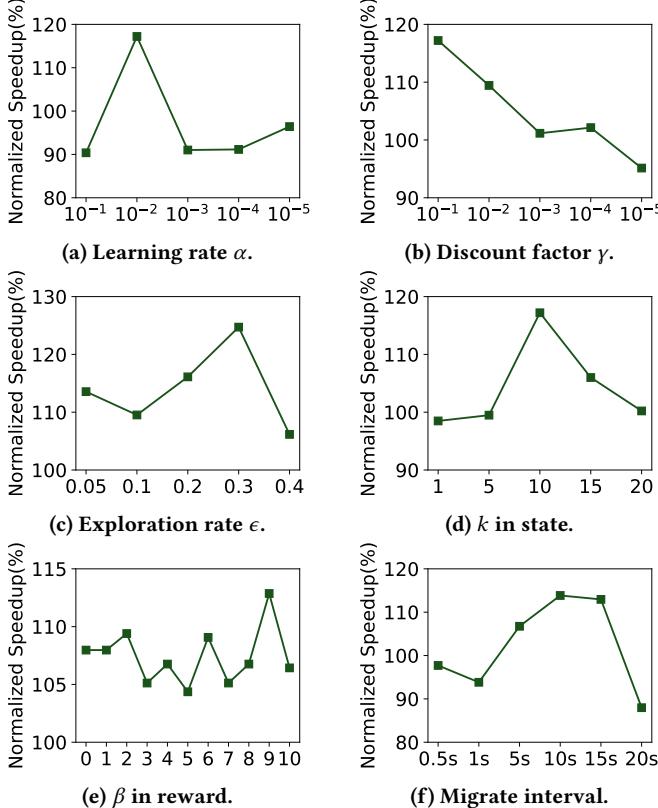 Normalized Speedup(%)
120
110
100
90
80
10⁻¹ 10⁻² 10⁻³ 10⁻⁴ 10⁻⁵
(a) Learning rate α.
Normalized Speedup(%)
120
110
100
90
10⁻¹ 10⁻² 10⁻³ 10⁻⁴ 10⁻⁵
(b) Discount factor γ.
Normalized Speedup(%)
130
120
110
100
0.05 0.1 0.2 0.3 0.4
(c) Exploration rate ϵ.
Normalized Speedup(%)
120
110
100
90
1 5 10 15 20
(d) k in state.
Normalized Speedup(%)
115
110
105
100
0 1 2 3 4 5 6 7 8 9 10
(e) β in reward.
Normalized Speedup(%)
120
110
100
90
80
0.5s 1s 5s 10s 15s 20s
(f) Migrate interval.